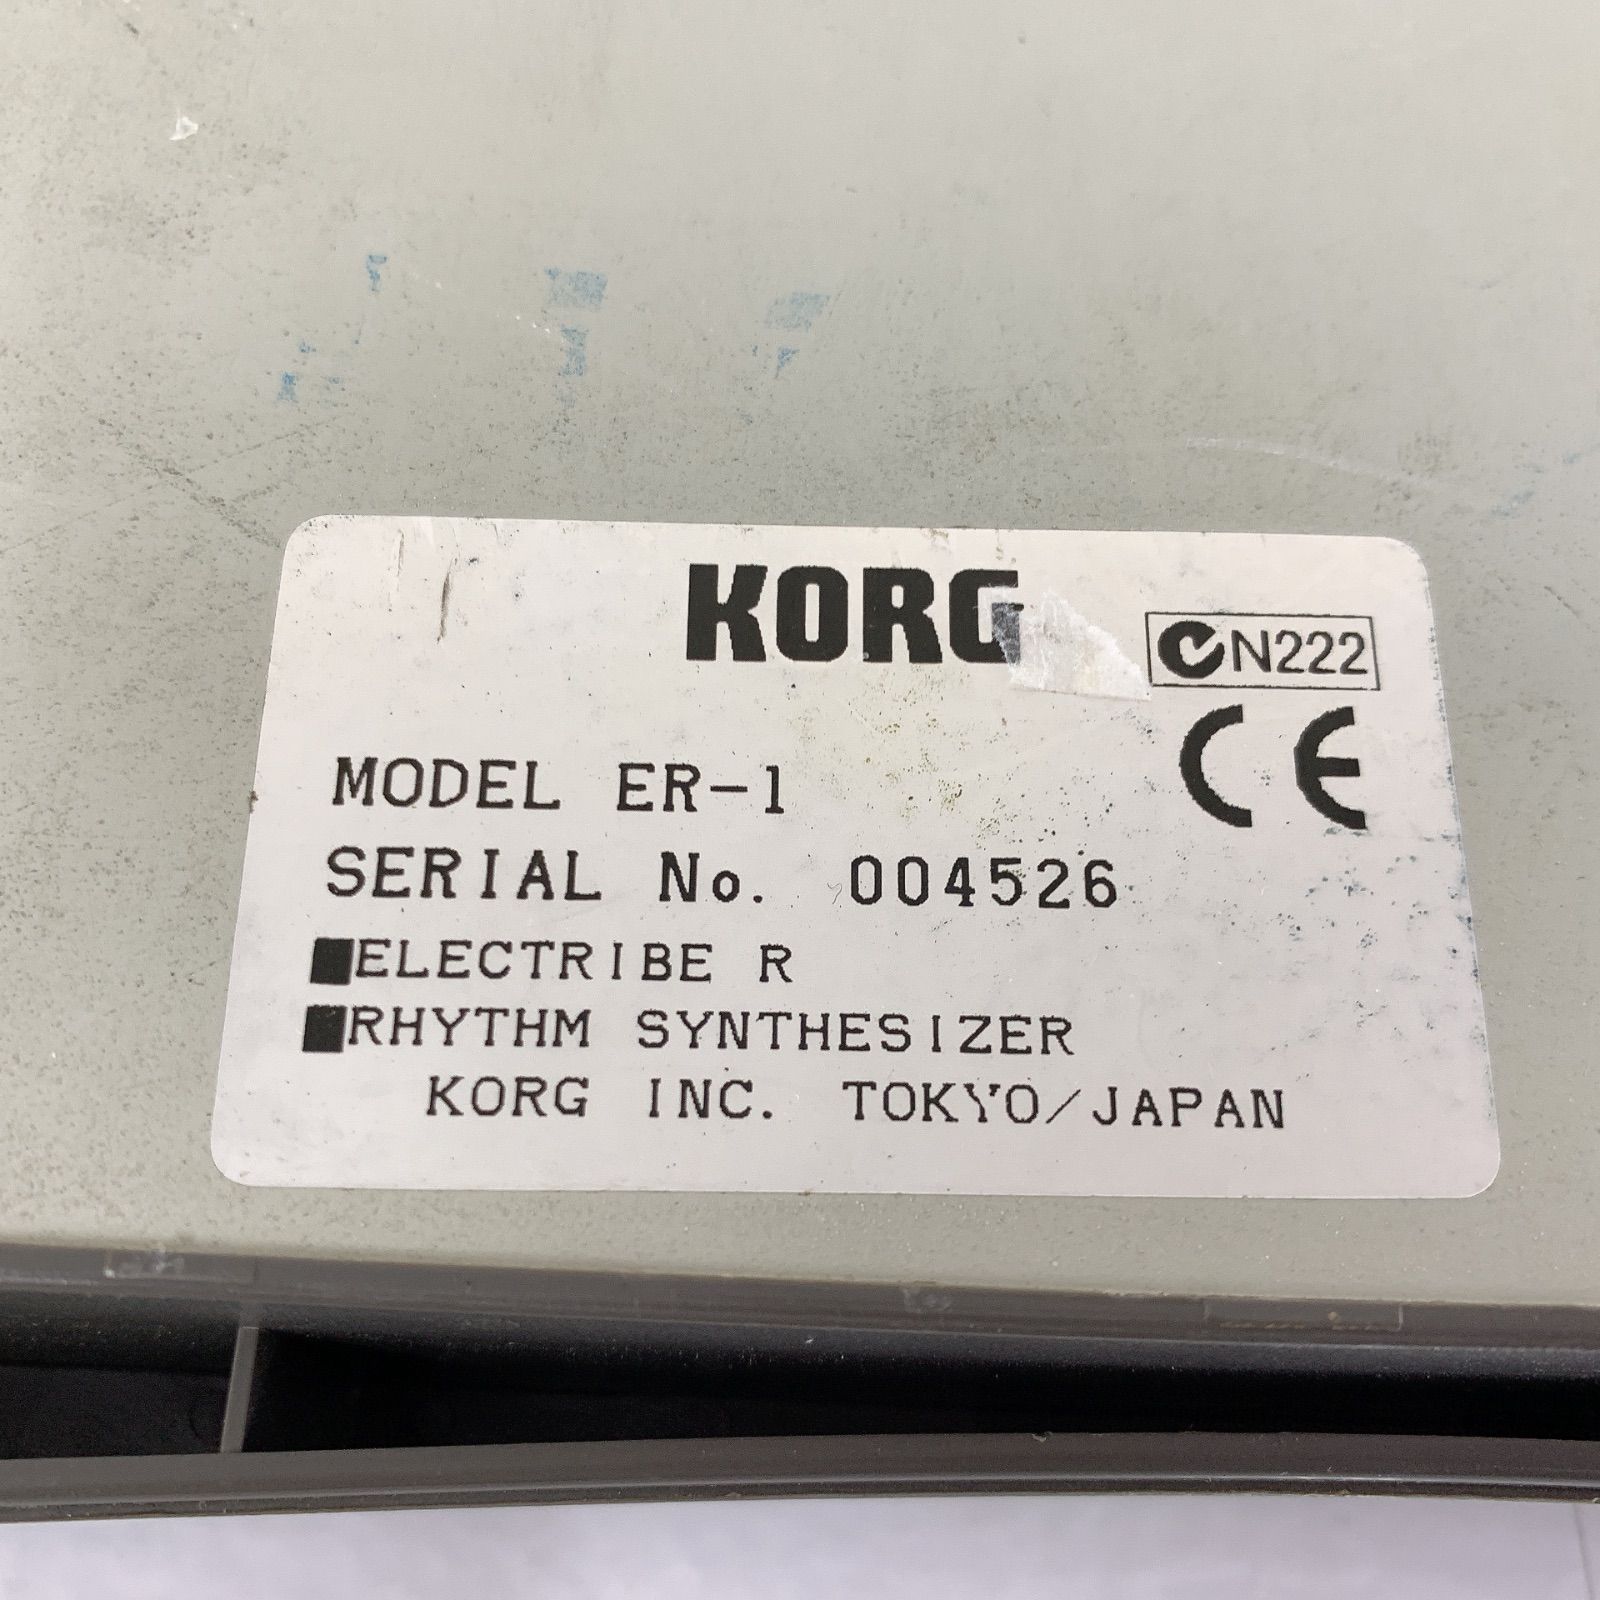 KORG
N222
CE
MODEL ER-1
SERIAL No. 004526
■ELECTRIBE R
■RHYTHM SYNTHESIZER
KORG INC. TOKYO/JAPAN